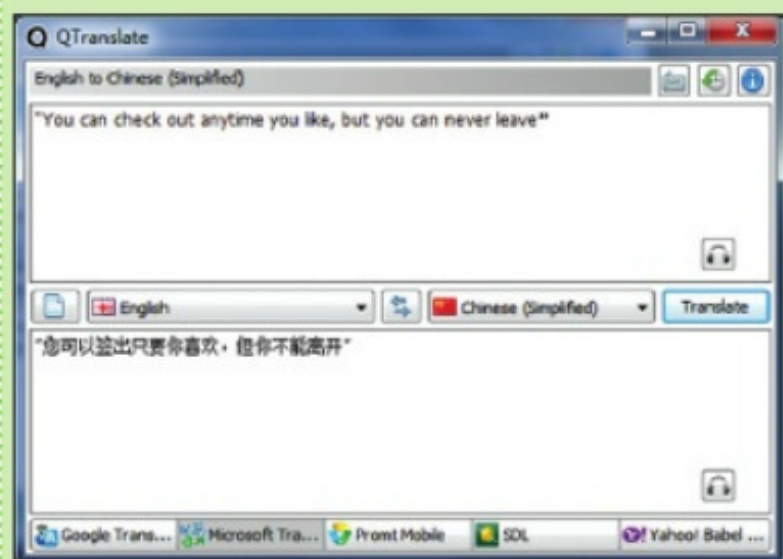 QTranslate
English to Chinese (Simplified)
"You can check out anytime you like, but you can never leave"
English
Chinese (Simplified)
Translate
"您可以签出只要你喜欢，但你不能离开"
Google Trans... Microsoft Tra... Promt Mobile SDL Yahoo! Babel ...